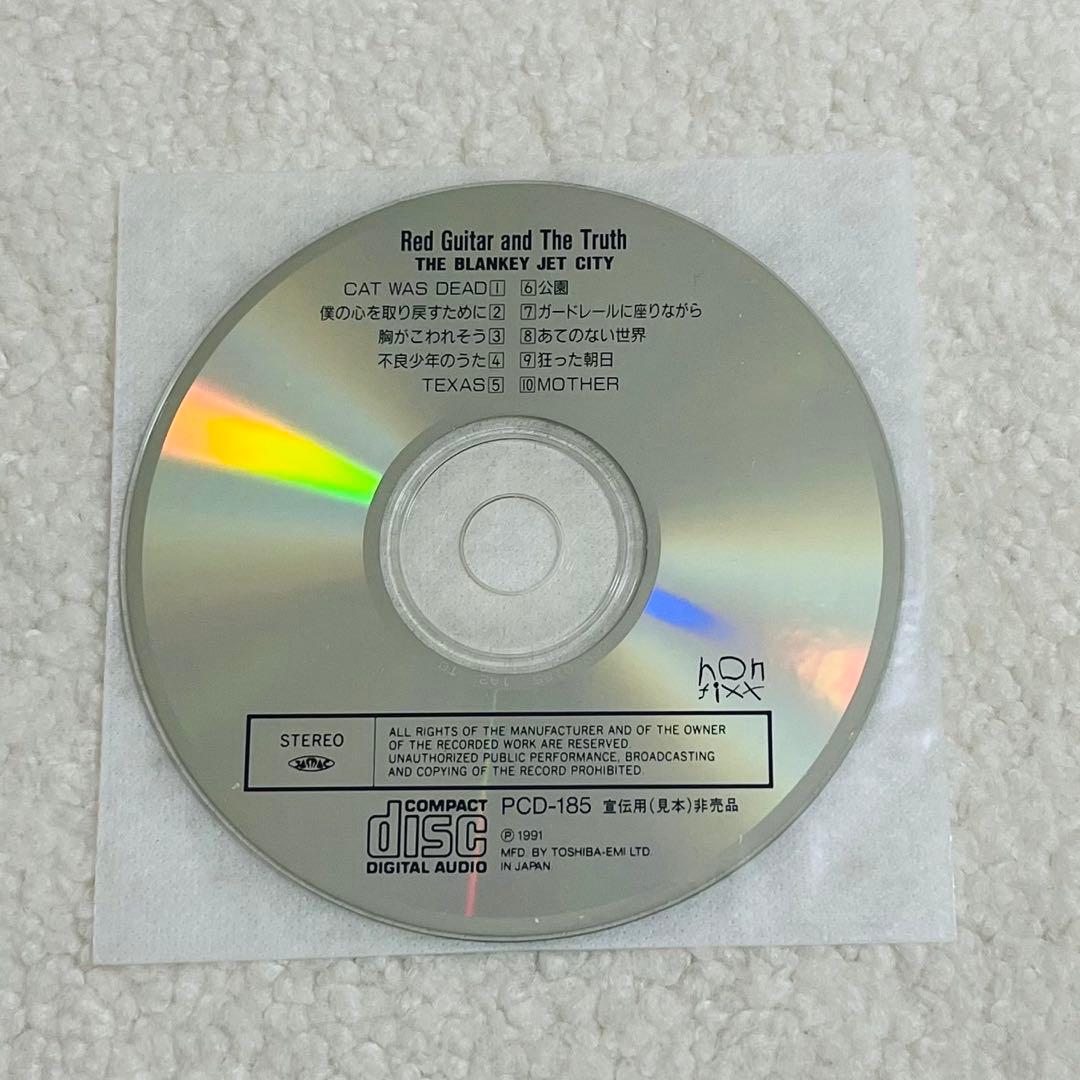 Red Guitar and The Truth
THE BLANKEY JET CITY
CAT WAS DEAD 1
僕の心を取り戻すために 2
胸がこわれそう 3
不良少年のうた 4
TEXAS 5
6 公園
7 ガードレールに座りながら
8 あてのない世界
9 狂った朝日
10 MOTHER
hOh
fixx
STEREO
JASRAC
ALL RIGHTS OF THE MANUFACTURER AND OF THE OWNER
OF THE RECORDED WORK ARE RESERVED.
UNAUTHORIZED PUBLIC PERFORMANCE, BROADCASTING
AND COPYING OF THE RECORD PROHIBITED.
COMPACT
disc
DIGITAL AUDIO
PCD-185 宣伝用(見本)非売品
Ⓟ 1991
MFD. BY TOSHIBA-EMI LTD.
IN JAPAN.